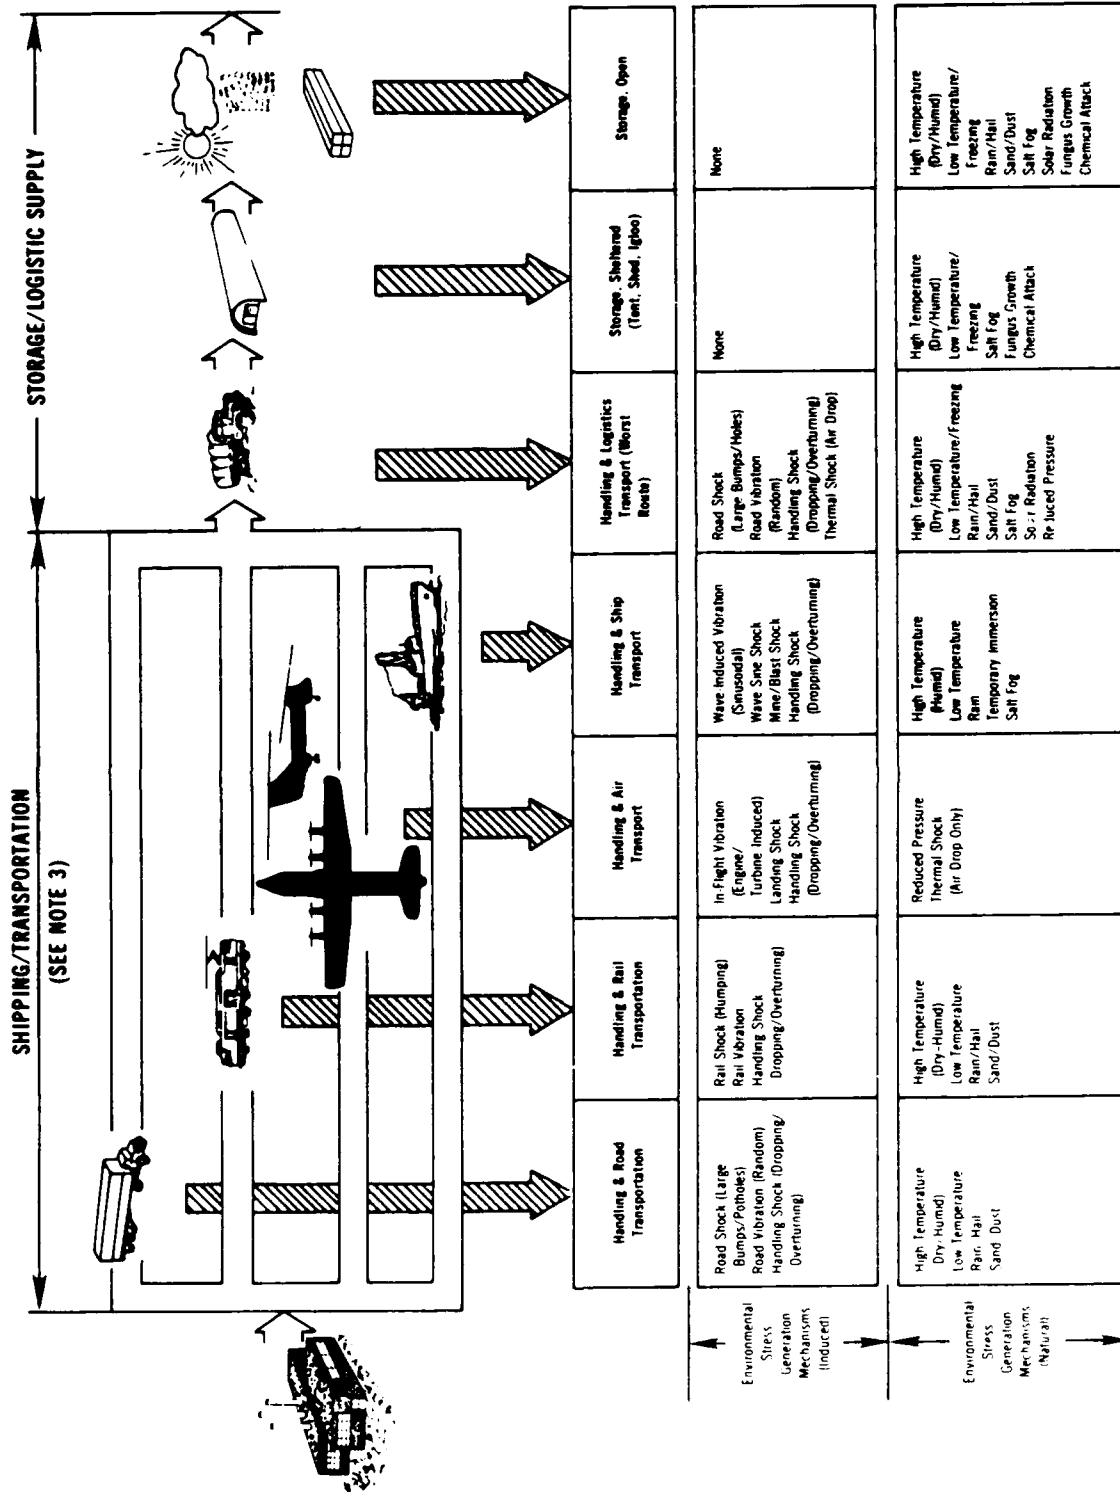 SHIPPING/TRANSPORTATION
(SEE NOTE 3)
STORAGE/LOGISTIC SUPPLY
Handling & Road
Transportation
Handling & Rail
Transportation
Handling & Air
Transport
Handling & Ship
Transport
Handling & Logistics
Transport (Worst
Route)
Storage, Sheltered
(Tent, Shed, Igloo)
Storage, Open
Environmental
Stress
Generation
Mechanisms
(Induced)
Road Shock (Large
Bumps/Potholes)
Road Vibration (Random)
Handling Shock (Dropping/
Overturning)
Rail Shock (Humping)
Rail Vibration
Handling Shock
Dropping/Overturning)
In-Flight Vibration
(Engine/
Turbine Induced)
Landing Shock
Handling Shock
(Dropping/Overturning)
Wave-Induced Vibration
(Sinusoidal)
Wave Sine Shock
Mine/Blast Shock
Handling Shock
(Dropping/Overturning)
Road Shock
(Large Bumps/Holes)
Road Vibration
(Random)
Handling Shock
(Dropping/Overturning)
Thermal Shock (Air Drop)
None
None
Environmental
Stress
Generation
Mechanisms
(Natural)
High Temperature
Dry/Humid)
Low Temperature
Rain/Hail
Sand/Dust
High Temperature
(Dry-Humid)
Low Temperature
Rain/Hail
Sand/Dust
Reduced Pressure
Thermal Shock
(Air Drop Only)
High Temperature
(Humid)
Low Temperature
Rain
Temporary Immersion
Salt Fog
High Temperature
(Dry/Humid)
Low Temperature/Freezing
Rain/Hail
Sand/Dust
Salt Fog
Solar Radiation
Reduced Pressure
High Temperature
(Dry/Humid)
Low Temperature/
Freezing
Salt Fog
Fungus Growth
Chemical Attack
High Temperature
(Dry/Humid)
Low Temperature/
Freezing
Rain/Hail
Sand/Dust
Salt Fog
Solar Radiation
Fungus Growth
Chemical Attack